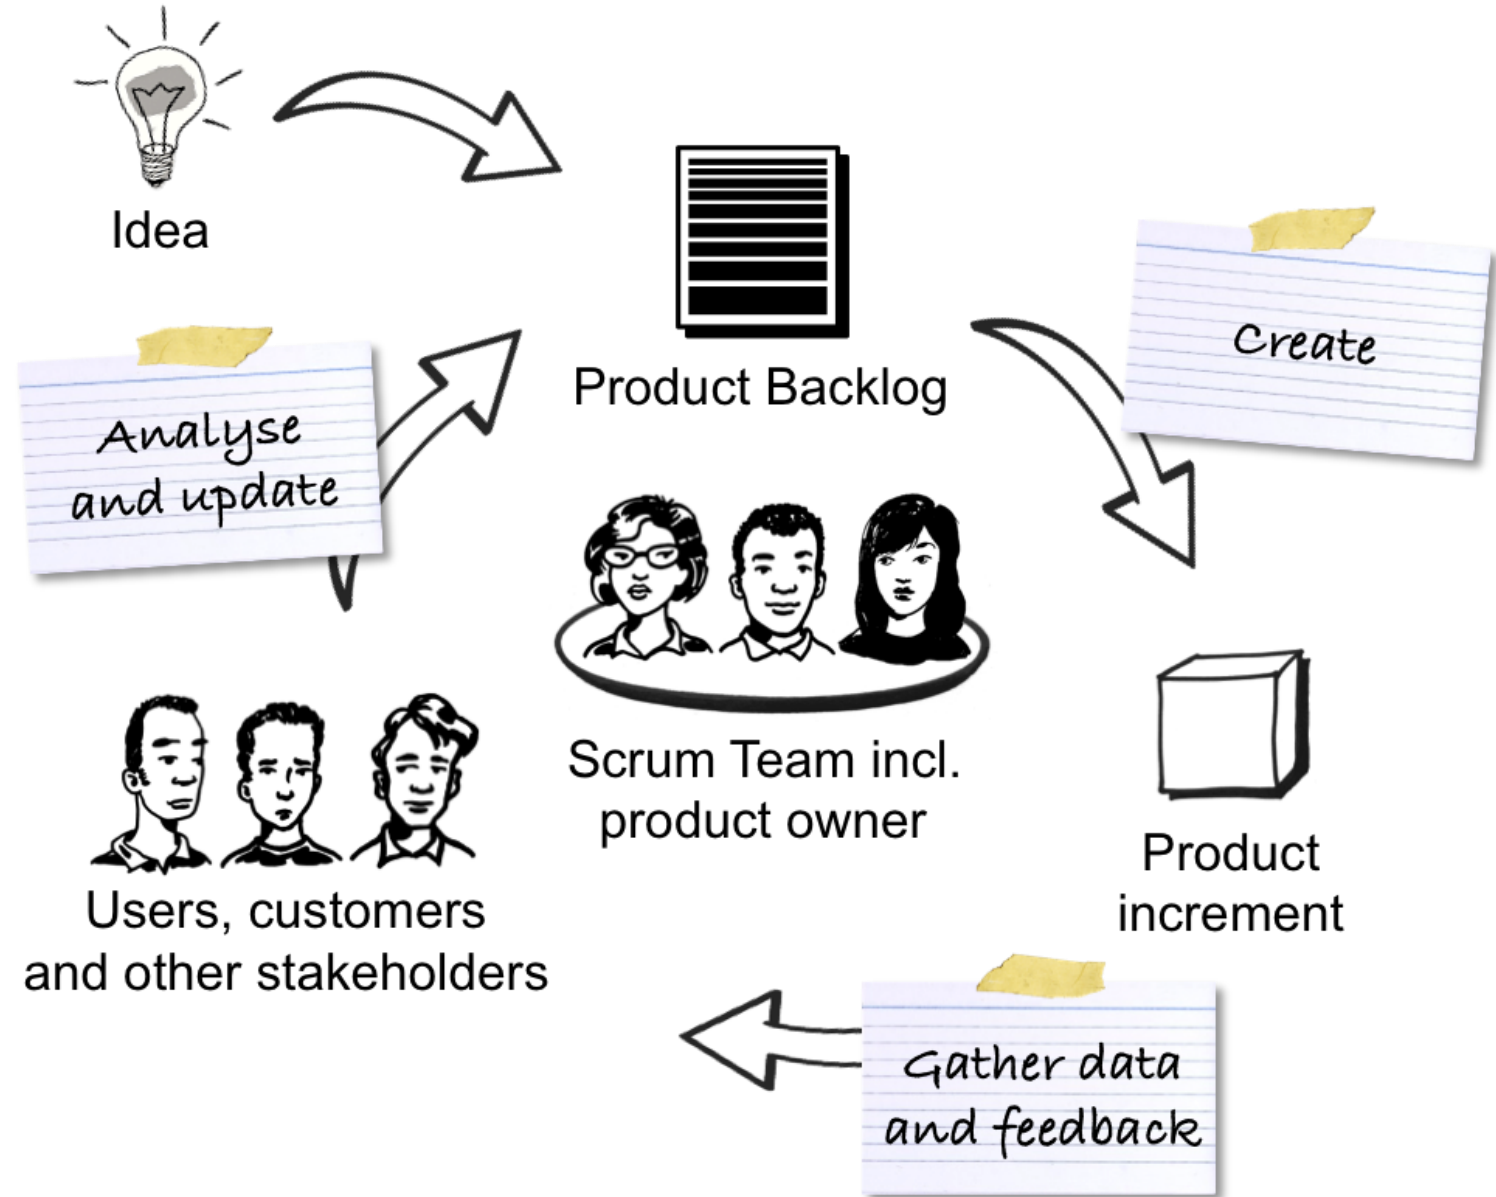 Idea
Product Backlog
Create
Analyse
and update
Scrum Team incl.
product owner
Users, customers
and other stakeholders
Product
increment
Gather data
and feedback